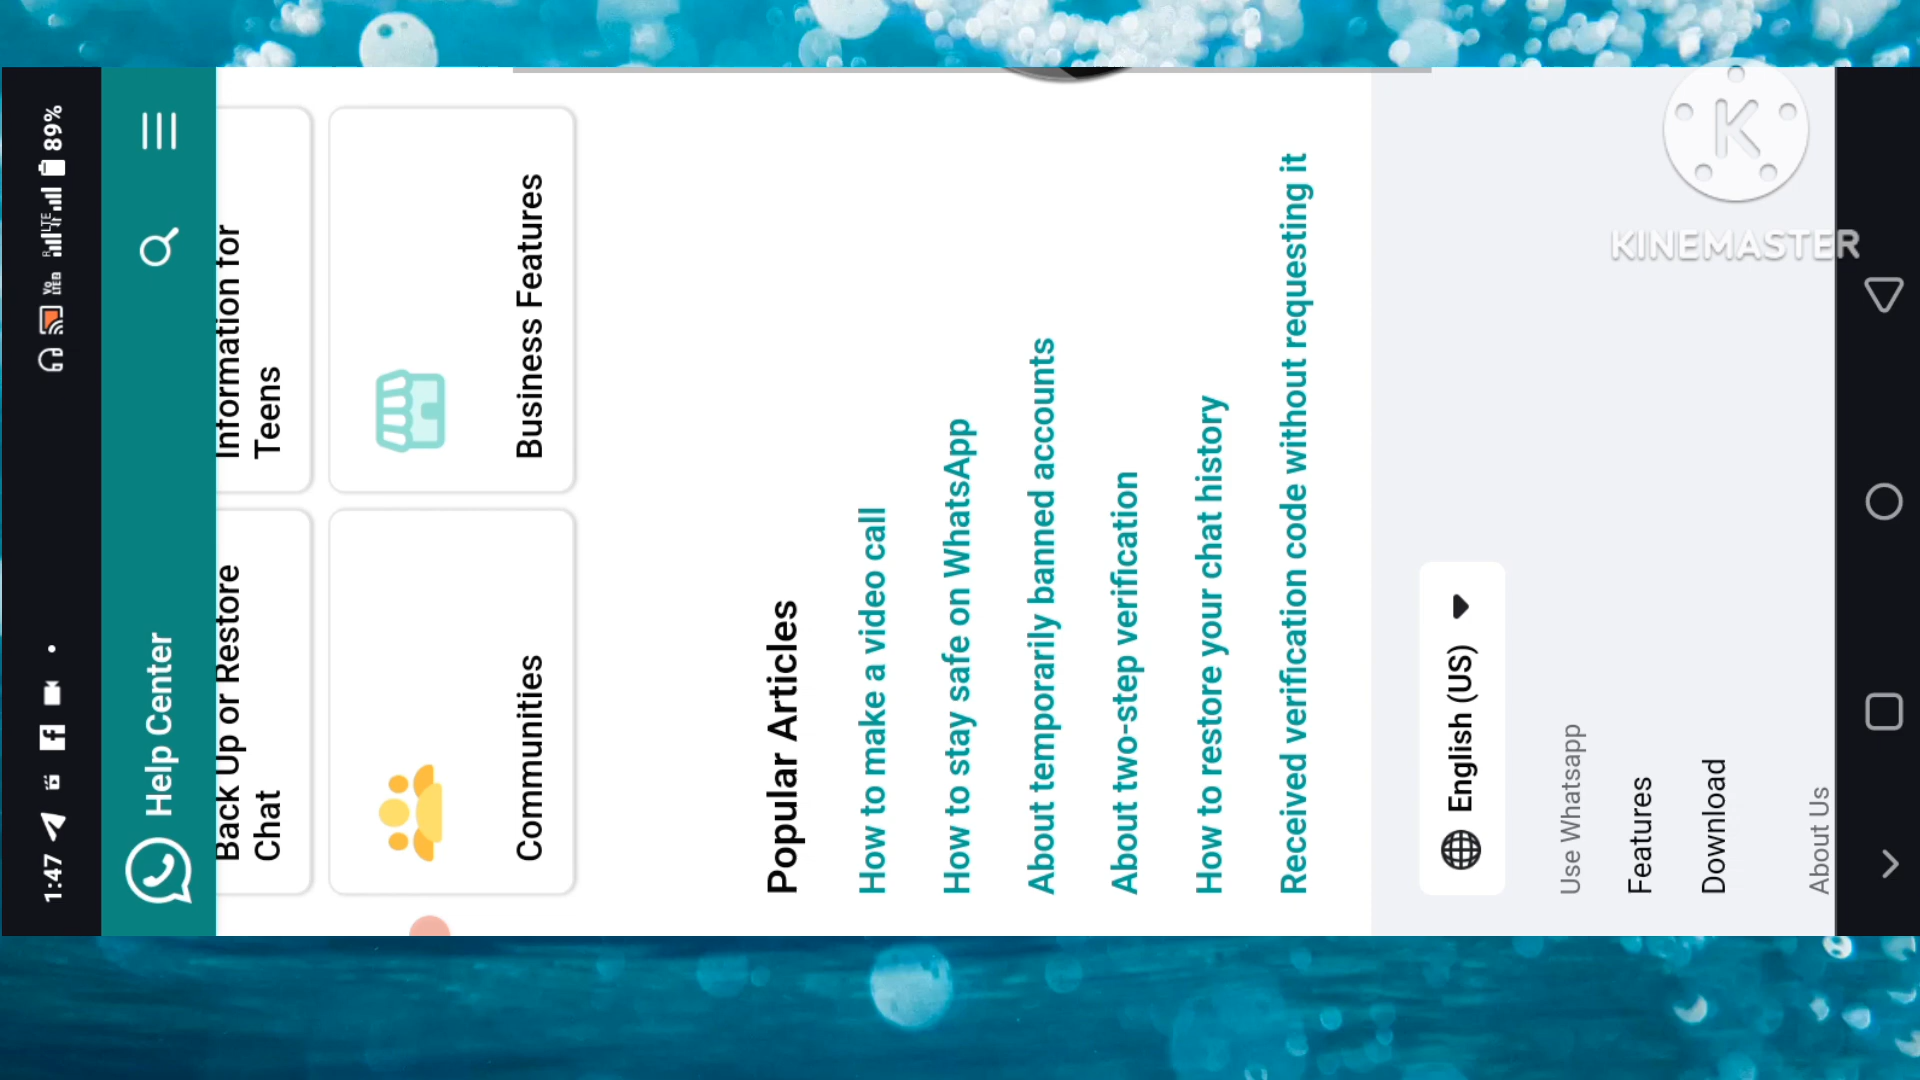 1:47
89%
Help Center
Back Up or Restore
Chat
Information for
Teens
Communities
Business Features
Popular Articles
How to make a video call
How to stay safe on WhatsApp
About temporarily banned accounts
About two-step verification
How to restore your chat history
Received verification code without requesting it
English (US)
Use Whatsapp
Features
Download
About Us
K
KINEMASTER